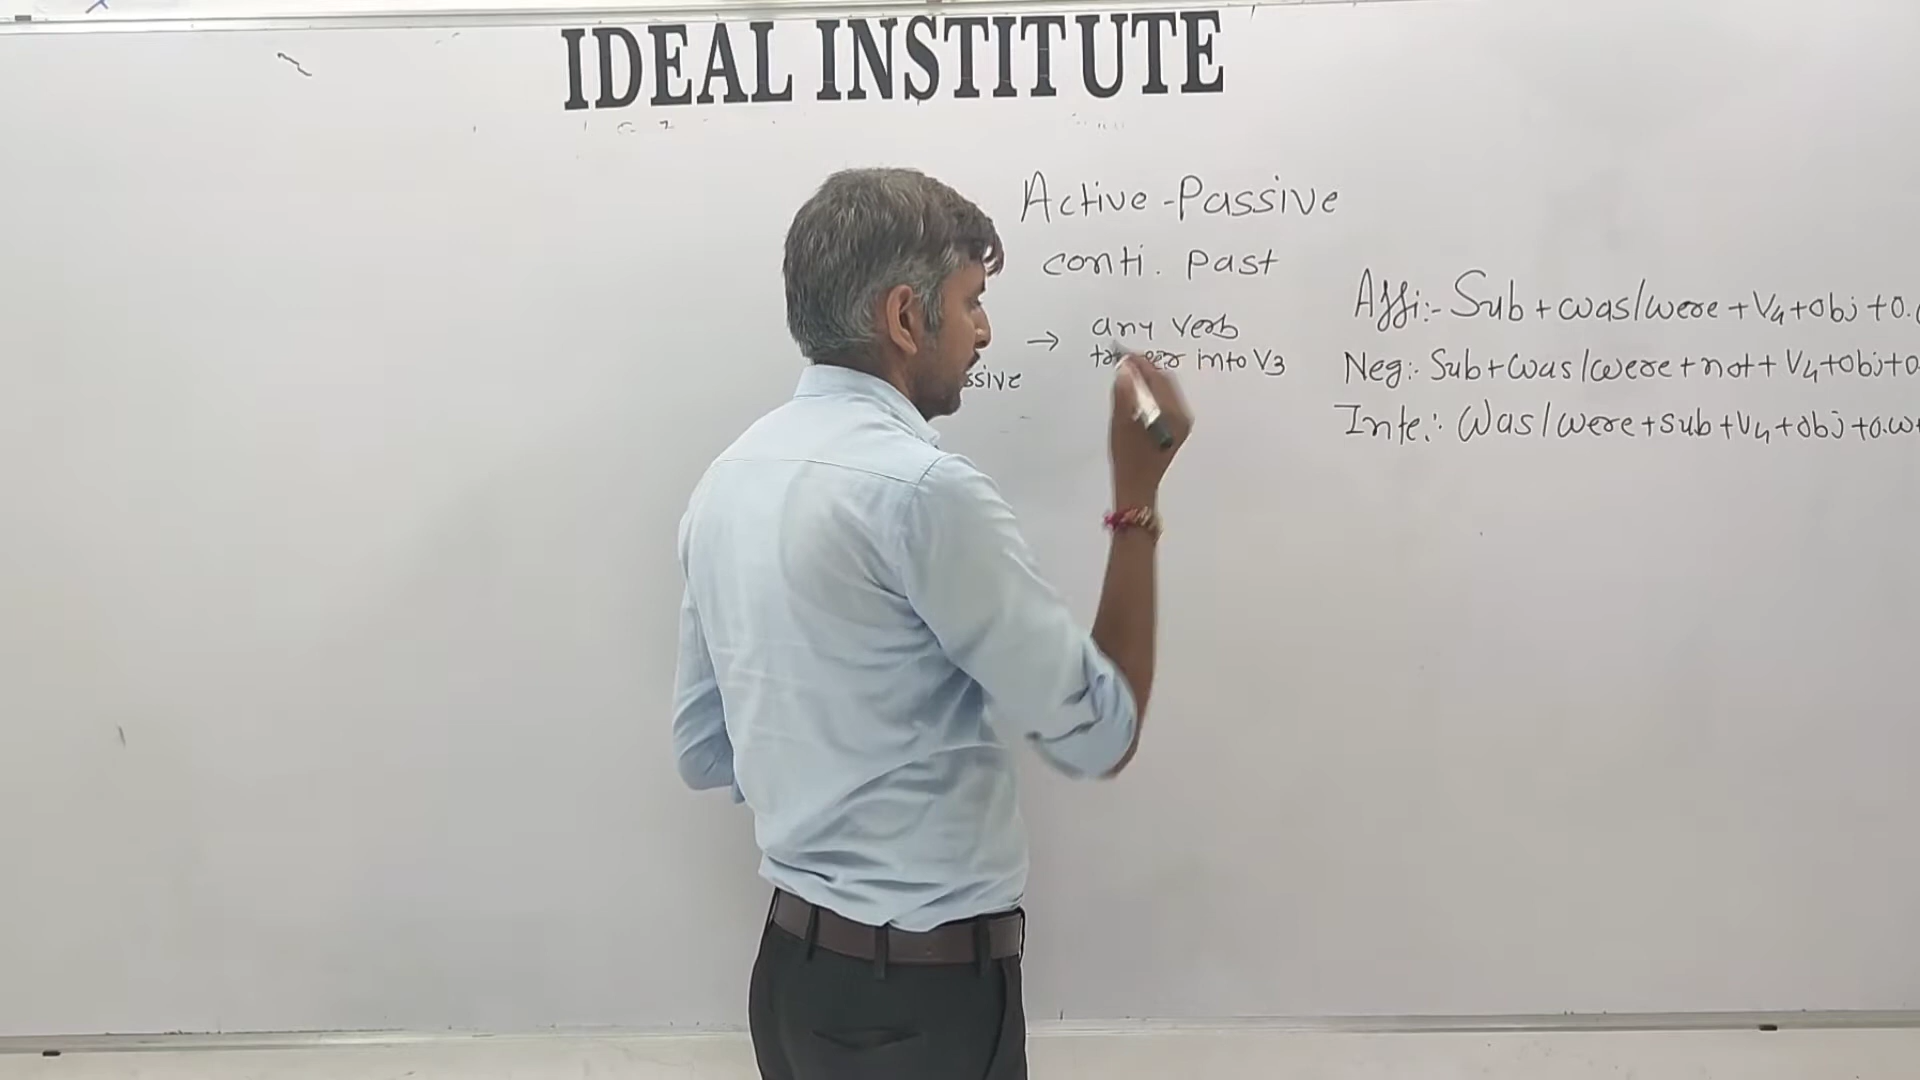 IDEAL INSTITUTE
Active-Passive
conti. past
→ any verb
into V3
ssive
Affi:- Sub + was/were + V4 + obj + o.
Neg:- Sub + was/were + not + V4 + obj + o
Inte.: Was/were + sub + V4 + obj + o.w